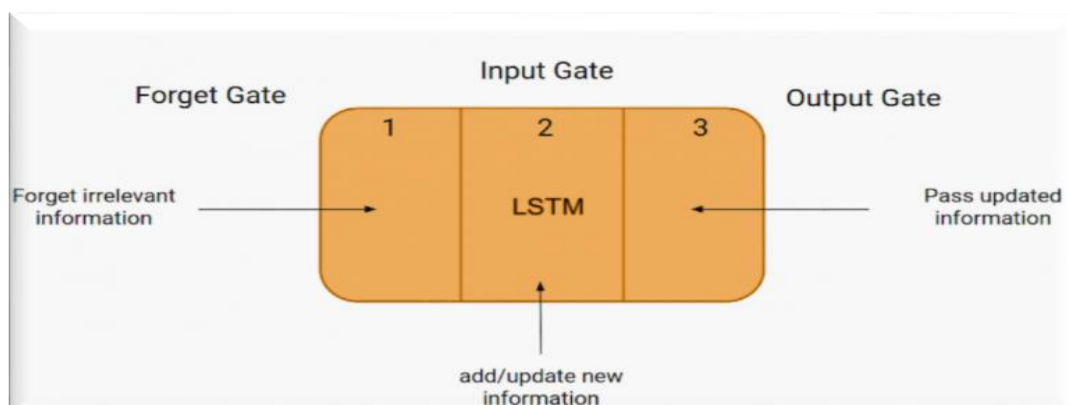 Input Gate
Forget Gate
Output Gate
1
2
3
Forget irrelevant
information
LSTM
Pass updated
information
add/update new
information